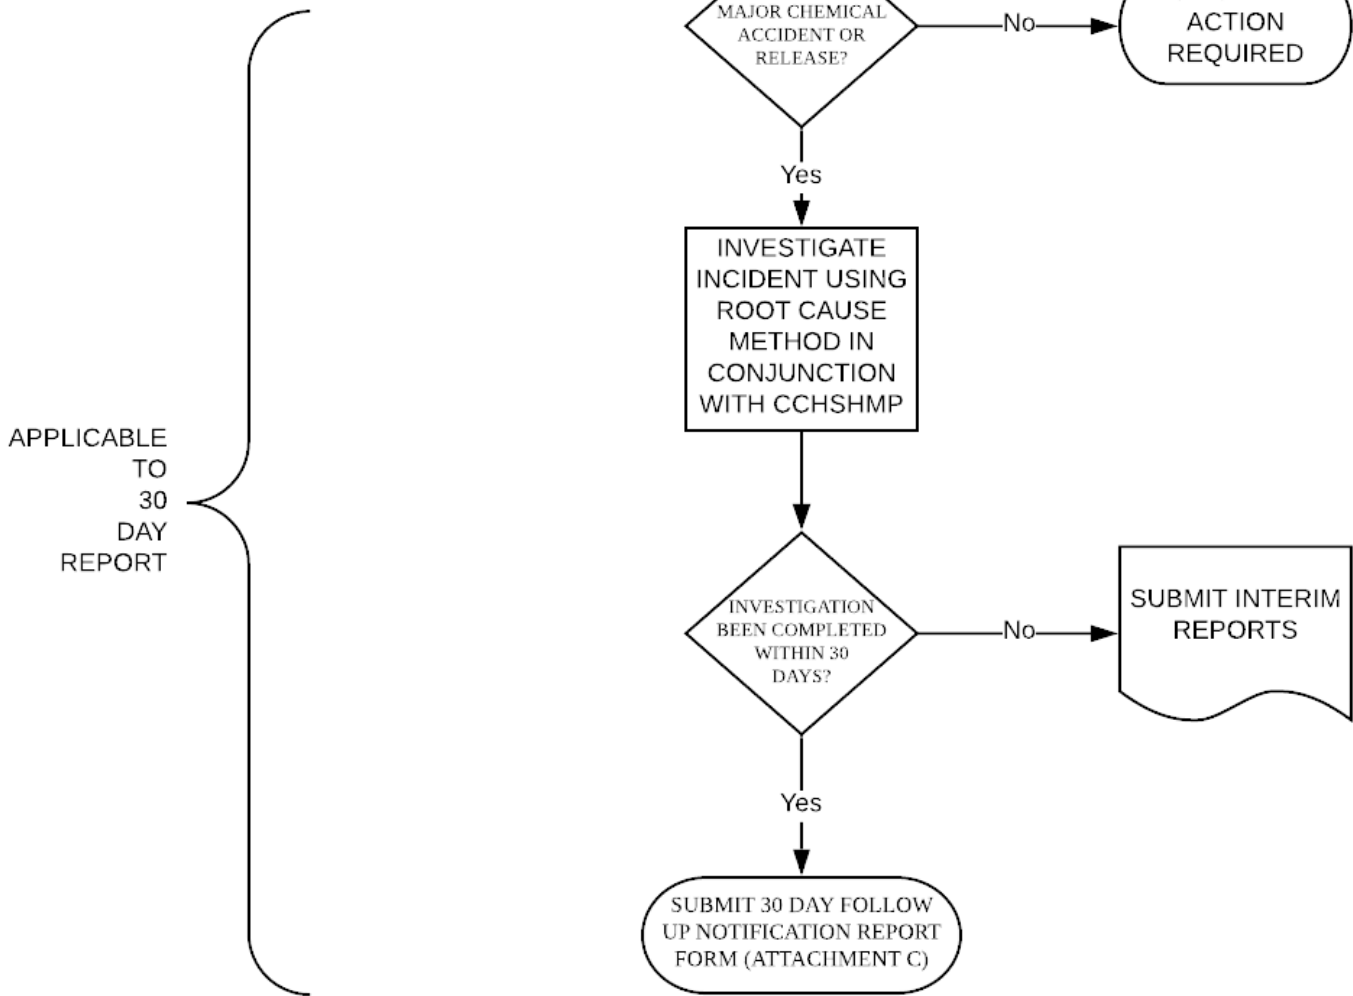 MAJOR CHEMICAL
ACCIDENT OR
RELEASE?
No
ACTION
REQUIRED
Yes
INVESTIGATE
INCIDENT USING
ROOT CAUSE
METHOD IN
CONJUNCTION
WITH CCHSHMP
APPLICABLE
TO
30
DAY
REPORT
INVESTIGATION
BEEN COMPLETED
WITHIN 30
DAYS?
No
SUBMIT INTERIM
REPORTS
Yes
SUBMIT 30 DAY FOLLOW
UP NOTIFICATION REPORT
FORM (ATTACHMENT C)